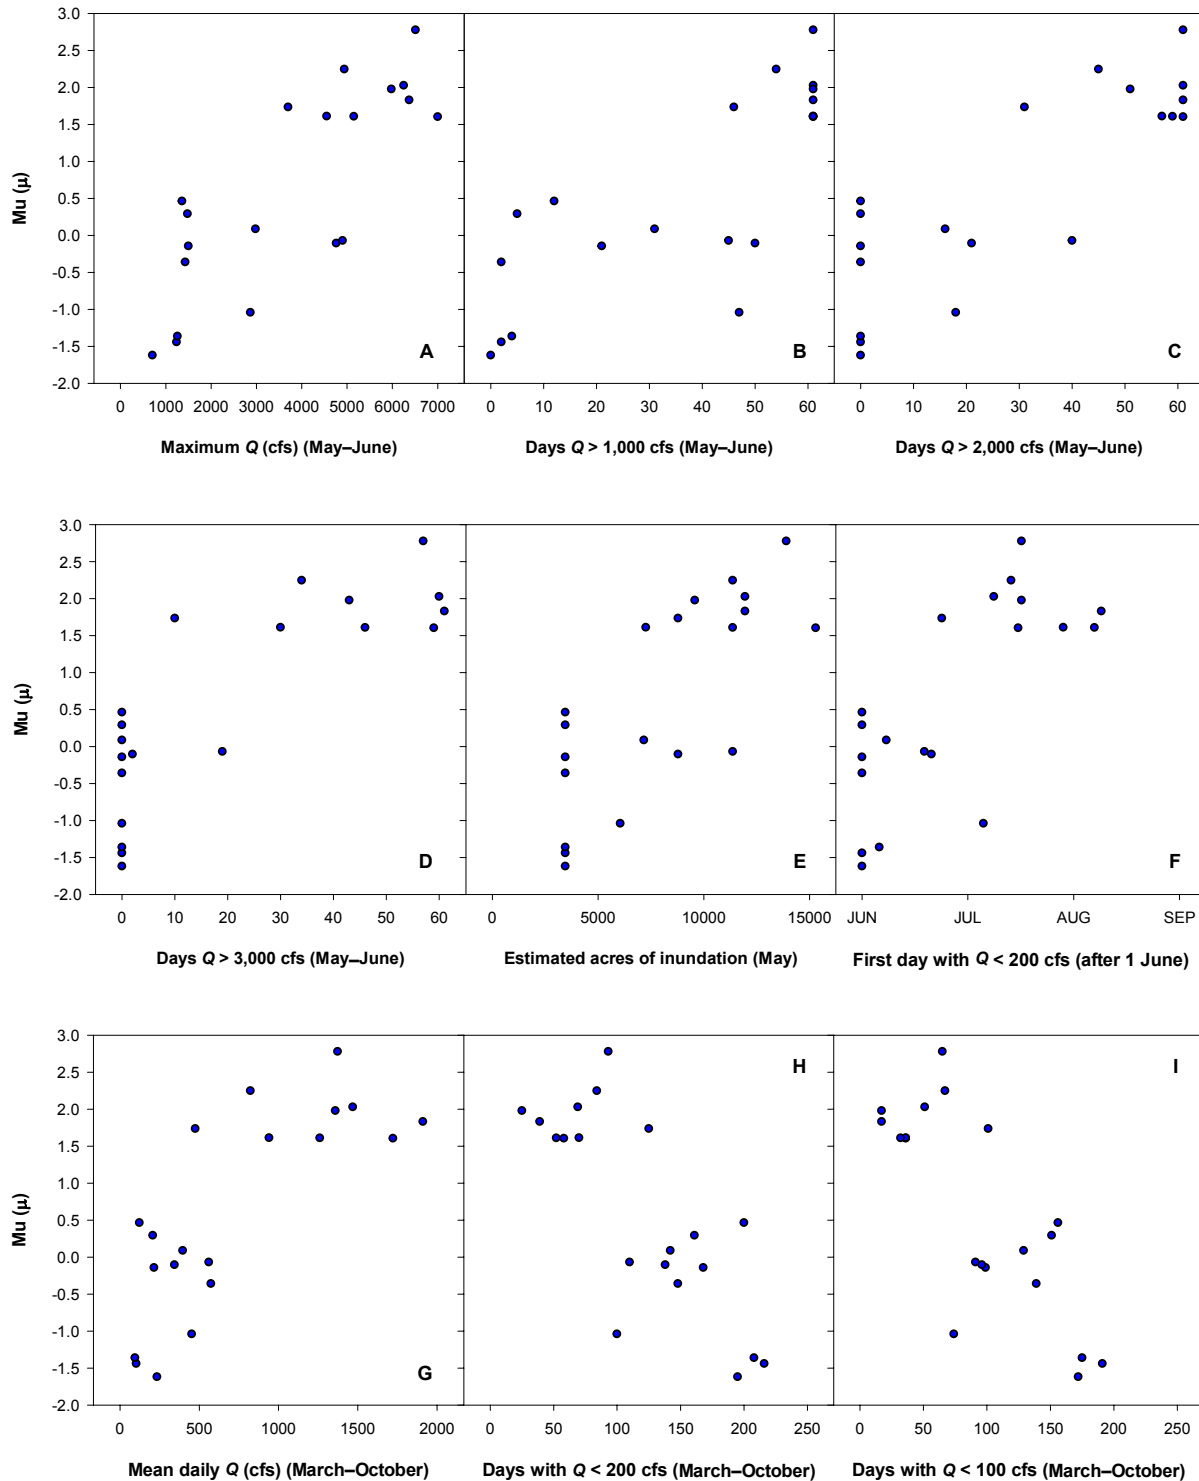 3.0
2.5
2.0
1.5
1.0
0.5
0.0
-0.5
-1.0
-1.5
-2.0
Mu (μ)
A B C
0 1000 2000 3000 4000 5000 6000 7000 0 10 20 30 40 50 60 0 10 20 30 40 50 60
Maximum Q (cfs) (May–June) Days Q > 1,000 cfs (May–June) Days Q > 2,000 cfs (May–June)
3.0
2.5
2.0
1.5
1.0
0.5
0.0
-0.5
-1.0
-1.5
-2.0
Mu (μ)
D E F
0 10 20 30 40 50 60 0 5000 10000 15000 JUN JUL AUG SEP
Days Q > 3,000 cfs (May–June) Estimated acres of inundation (May) First day with Q < 200 cfs (after 1 June)
3.0
2.5
2.0
1.5
1.0
0.5
0.0
-0.5
-1.0
-1.5
-2.0
Mu (μ)
G H I
0 500 1000 1500 2000 0 50 100 150 200 250 0 50 100 150 200 250
Mean daily Q (cfs) (March–October) Days with Q < 200 cfs (March–October) Days with Q < 100 cfs (March–October)